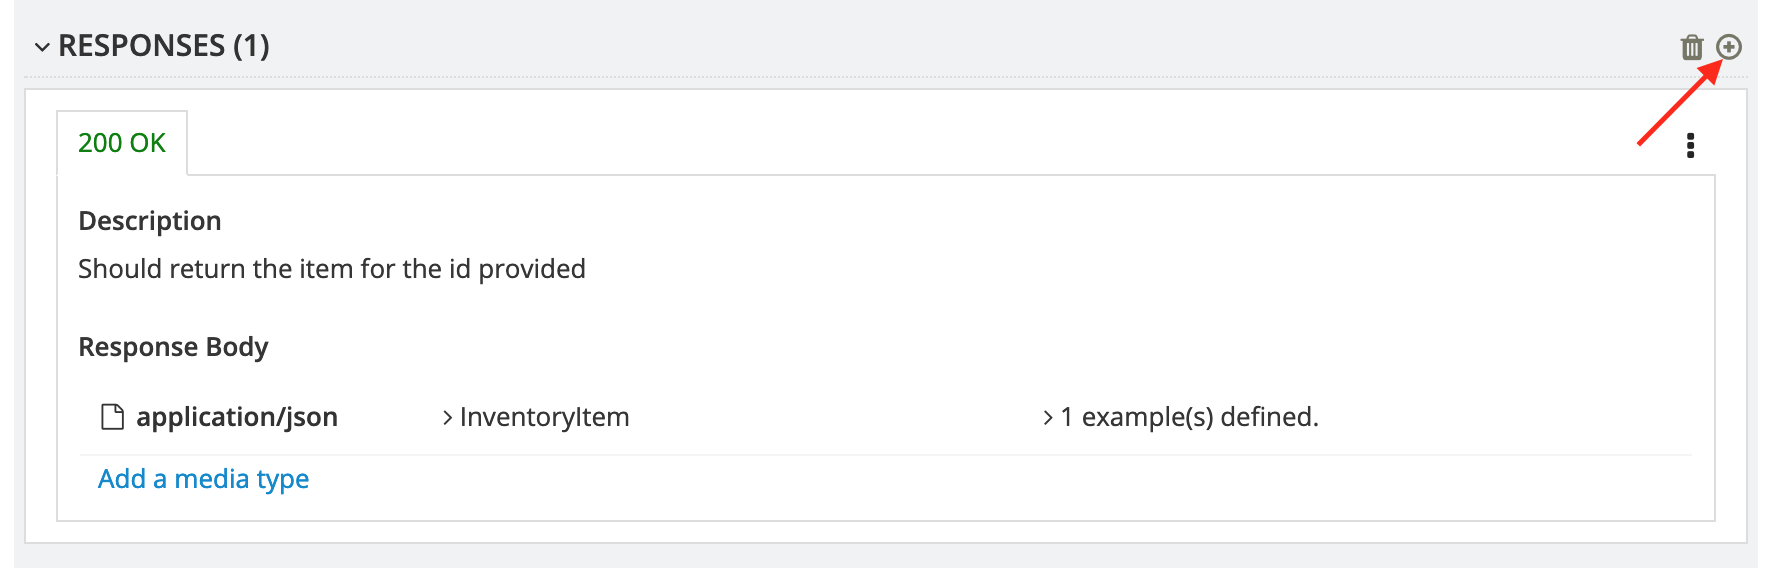 RESPONSES (1)
200 OK
Description
Should return the item for the id provided
Response Body
application/json InventoryItem 1 example(s) defined.
Add a media type